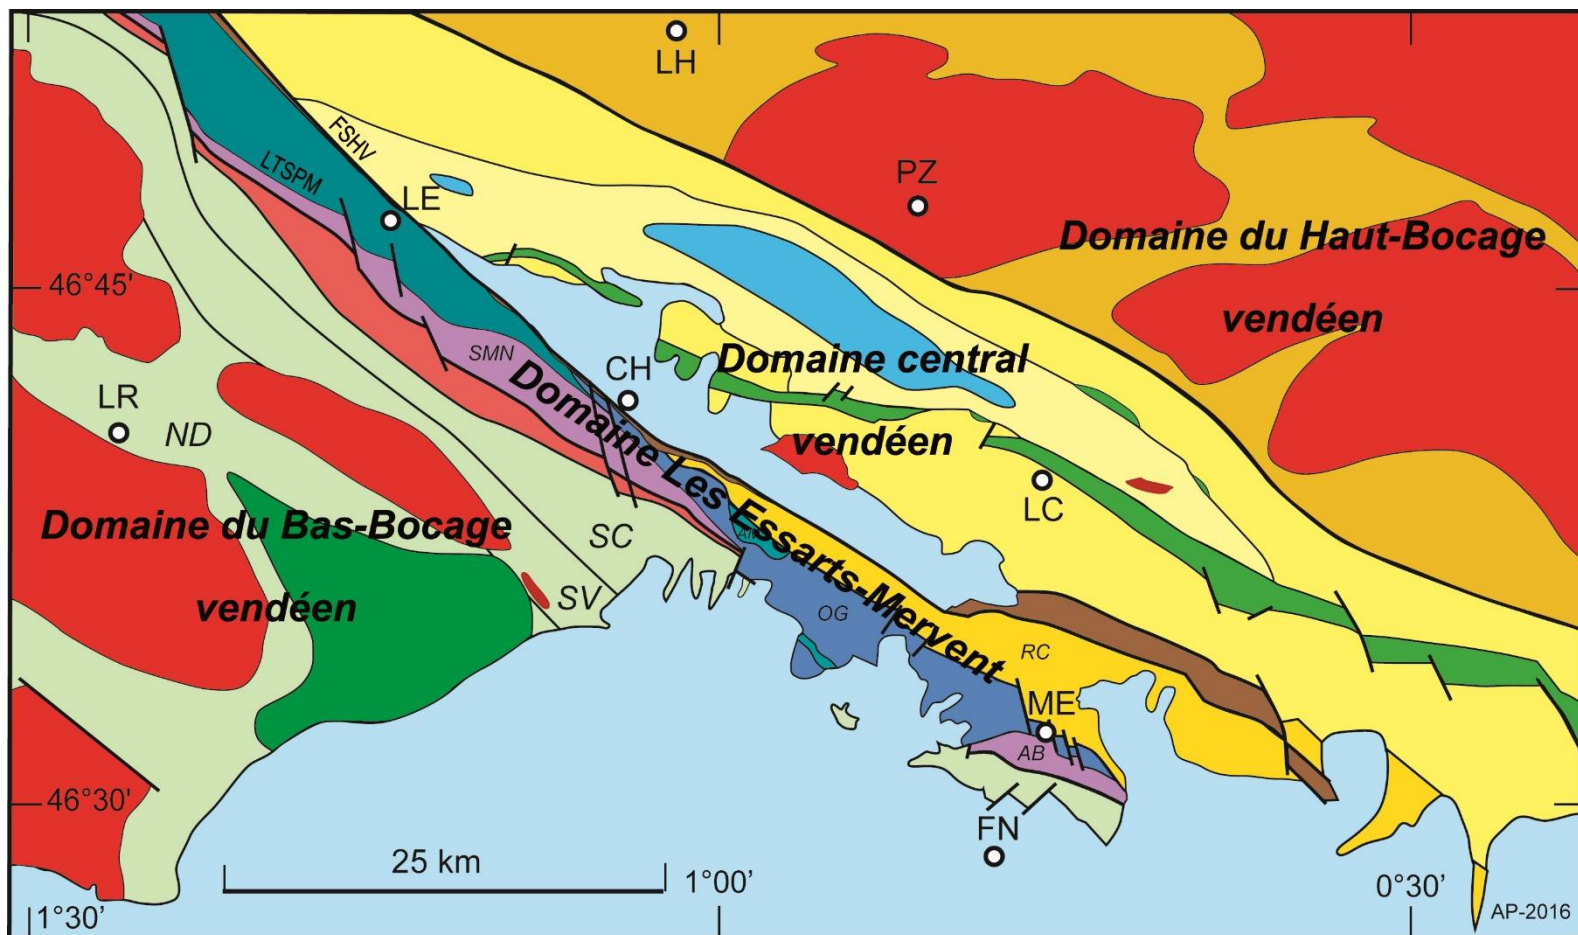 LH
FSHV
LTSPM
LE
PZ
Domaine du Haut-Bocage
vendéen
46°45'
SMN
CH
Domaine central
vendéen
LR
ND
Domaine Les Essarts-Mervent
LC
Domaine du Bas-Bocage
vendéen
SC
SV
OG
RC
ME
AB
46°30'
FN
25 km
1°00’
0°30’
1°30’
AP-2016